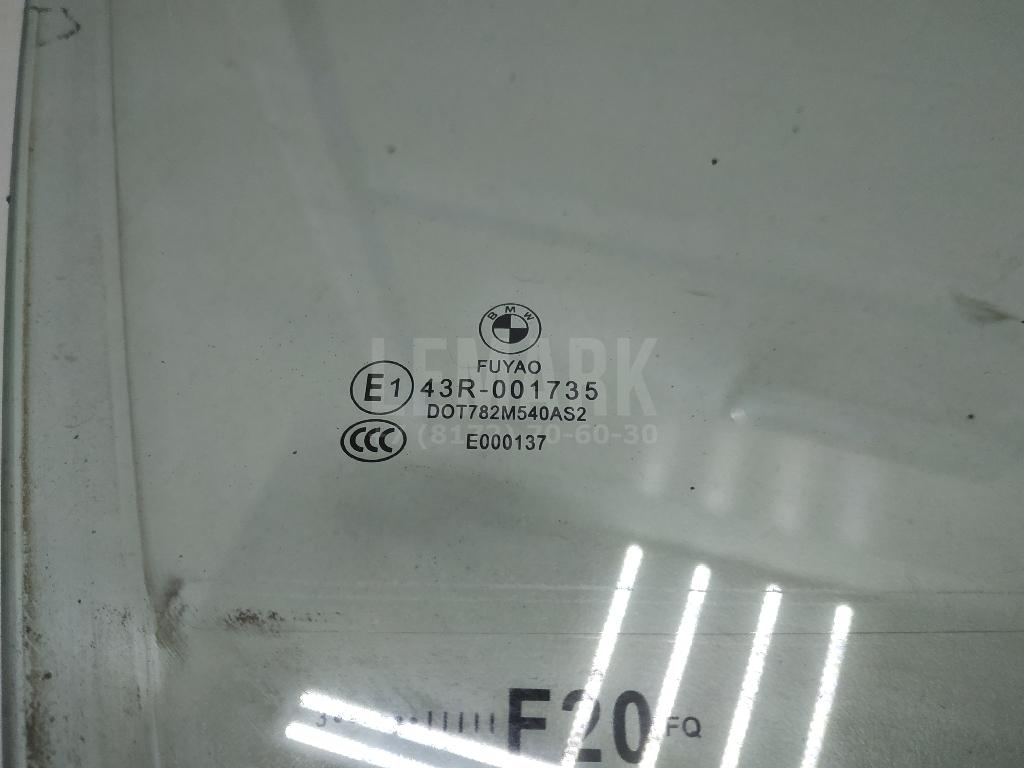 BMW
FUYAO
E1 43R-001735
DOT782M540AS2
CCC E000137
LEMARK
(8172) 70-60-30
F20 FQ